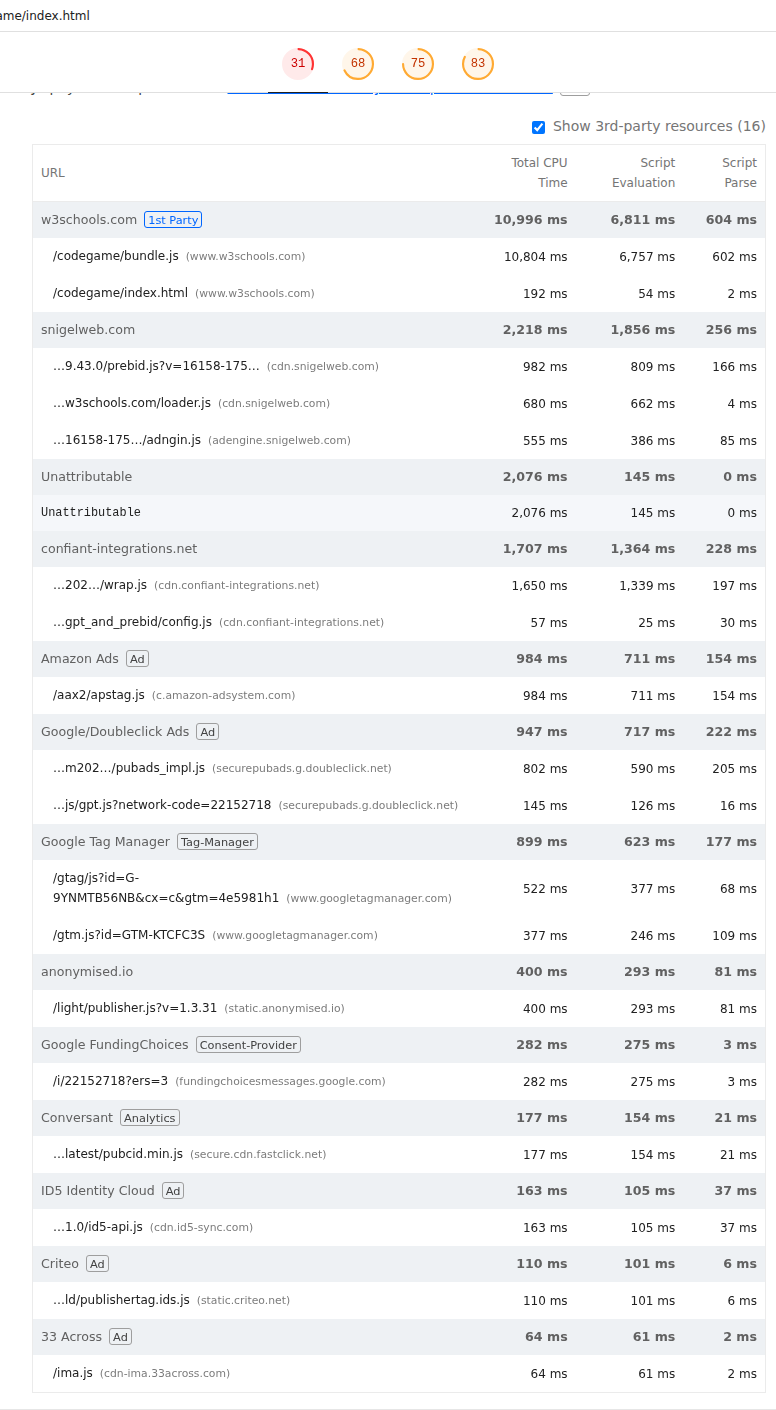 ame/index.html
31 68 75 83
Show 3rd-party resources (16)
URL Total CPU Time Script Evaluation Script Parse
w3schools.com 1st Party 10,996 ms 6,811 ms 604 ms
/codegame/bundle.js (www.w3schools.com) 10,804 ms 6,757 ms 602 ms
/codegame/index.html (www.w3schools.com) 192 ms 54 ms 2 ms
snigelweb.com 2,218 ms 1,856 ms 256 ms
…9.43.0/prebid.js?v=16158-175… (cdn.snigelweb.com) 982 ms 809 ms 166 ms
…w3schools.com/loader.js (cdn.snigelweb.com) 680 ms 662 ms 4 ms
…16158-175…/adngin.js (adengine.snigelweb.com) 555 ms 386 ms 85 ms
Unattributable 2,076 ms 145 ms 0 ms
Unattributable 2,076 ms 145 ms 0 ms
confiant-integrations.net 1,707 ms 1,364 ms 228 ms
…202…/wrap.js (cdn.confiant-integrations.net) 1,650 ms 1,339 ms 197 ms
…gpt_and_prebid/config.js (cdn.confiant-integrations.net) 57 ms 25 ms 30 ms
Amazon Ads Ad 984 ms 711 ms 154 ms
/aax2/apstag.js (c.amazon-adsystem.com) 984 ms 711 ms 154 ms
Google/Doubleclick Ads Ad 947 ms 717 ms 222 ms
…m202…/pubads_impl.js (securepubads.g.doubleclick.net) 802 ms 590 ms 205 ms
…js/gpt.js?network-code=22152718 (securepubads.g.doubleclick.net) 145 ms 126 ms 16 ms
Google Tag Manager Tag-Manager 899 ms 623 ms 177 ms
/gtag/js?id=G-
9YNMTB56NB&cx=c&gtm=4e5981h1 (www.googletagmanager.com) 522 ms 377 ms 68 ms
/gtm.js?id=GTM-KTCFC3S (www.googletagmanager.com) 377 ms 246 ms 109 ms
anonymised.io 400 ms 293 ms 81 ms
/light/publisher.js?v=1.3.31 (static.anonymised.io) 400 ms 293 ms 81 ms
Google FundingChoices Consent-Provider 282 ms 275 ms 3 ms
/i/22152718?ers=3 (fundingchoicesmessages.google.com) 282 ms 275 ms 3 ms
Conversant Analytics 177 ms 154 ms 21 ms
…latest/pubcid.min.js (secure.cdn.fastclick.net) 177 ms 154 ms 21 ms
ID5 Identity Cloud Ad 163 ms 105 ms 37 ms
…1.0/id5-api.js (cdn.id5-sync.com) 163 ms 105 ms 37 ms
Criteo Ad 110 ms 101 ms 6 ms
…ld/publishertag.ids.js (static.criteo.net) 110 ms 101 ms 6 ms
33 Across Ad 64 ms 61 ms 2 ms
/ima.js (cdn-ima.33across.com) 64 ms 61 ms 2 ms